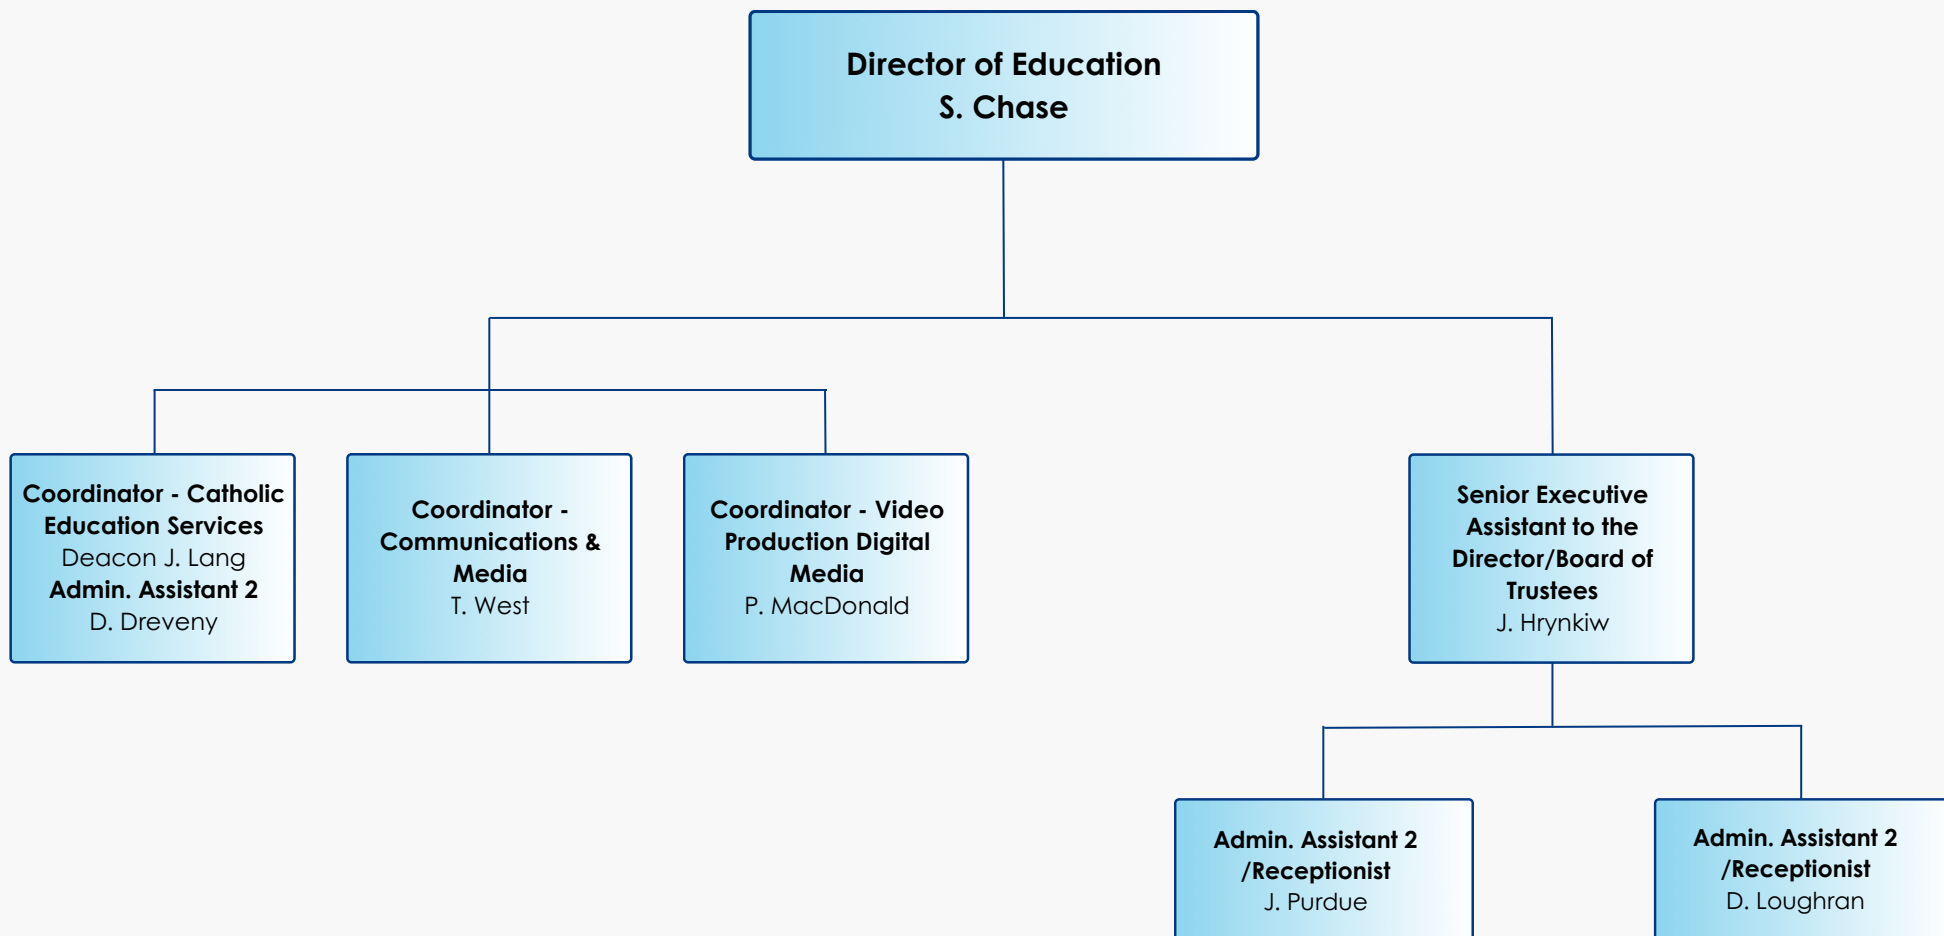 Director of Education
S. Chase
Coordinator - Catholic
Education Services
Deacon J. Lang
Admin. Assistant 2
D. Dreveny
Coordinator -
Communications &
Media
T. West
Coordinator - Video
Production Digital
Media
P. MacDonald
Senior Executive
Assistant to the
Director/Board of
Trustees
J. Hrynkiw
Admin. Assistant 2
/Receptionist
J. Purdue
Admin. Assistant 2
/Receptionist
D. Loughran